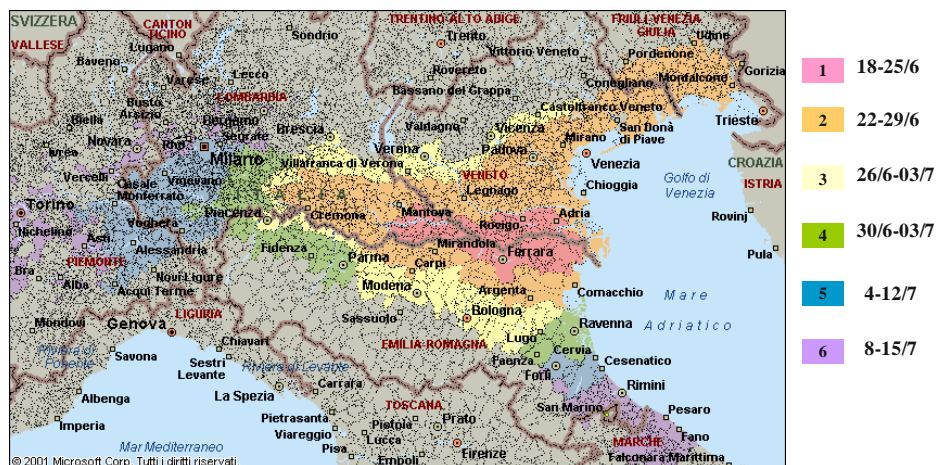 SVIZZERA
CANTON TICINO
TRENTINO-ALTO ADIGE
FRIULI-VENEZIA GIULIA
VALLESE
Lugano
Baveno
Sondrio
Trento
Vittorio Veneto
Pordenone
Udine
Gorizia
Varese
Lecco
Rovereto
Conegliano
Monfalcone
Busto Arsizio
LOMBARDIA
Bassano del Grappa
Biella
Bergamo
Castelfranco Veneto
Trieste
Novara
Rho
Segrate
Brescia
Valdagno
Vicenza
San Donà di Piave
Ivrea
Milano
Verona
Padova
Mirano
Venezia
CROAZIA
Vercelli
Vigevano
Villafranca di Verona
VENETO
Golfo di Venezia
ISTRIA
Casale Monferrato
Legnago
Chioggia
Torino
Piacenza
Cremona
Mantova
Rovigo
Adria
Rovinj
Nichelino
Voghera
Asti
Alessandria
Fidenza
Mirandola
Ferrara
Pula
PIEMONTE
Parma
Carpi
Bra
Alba
Novi Ligure
Acqui Terme
Modena
Argenta
Comacchio
Mare Adriatico
Mondovì
Genova
LIGURIA
Sassuolo
Bologna
Ravenna
Chiavari
EMILIA-ROMAGNA
Lugo
Riviera di Ponente
Savona
Sestri Levante
Riviera di Levante
Faenza
Cervia
Cesenatico
Forlì
Albenga
La Spezia
Carrara
Rimini
Imperia
Pietrasanta
TOSCANA
San Marino
Pesaro
Viareggio
Pistoia
Prato
Fano
Mar Mediterraneo
Lucca
MARCHE
Pisa
Empoli
Firenze
Falconara Marittima
© 2001 Microsoft Corp. Tutti i diritti riservati.
1 18-25/6
2 22-29/6
3 26/6-03/7
4 30/6-03/7
5 4-12/7
6 8-15/7